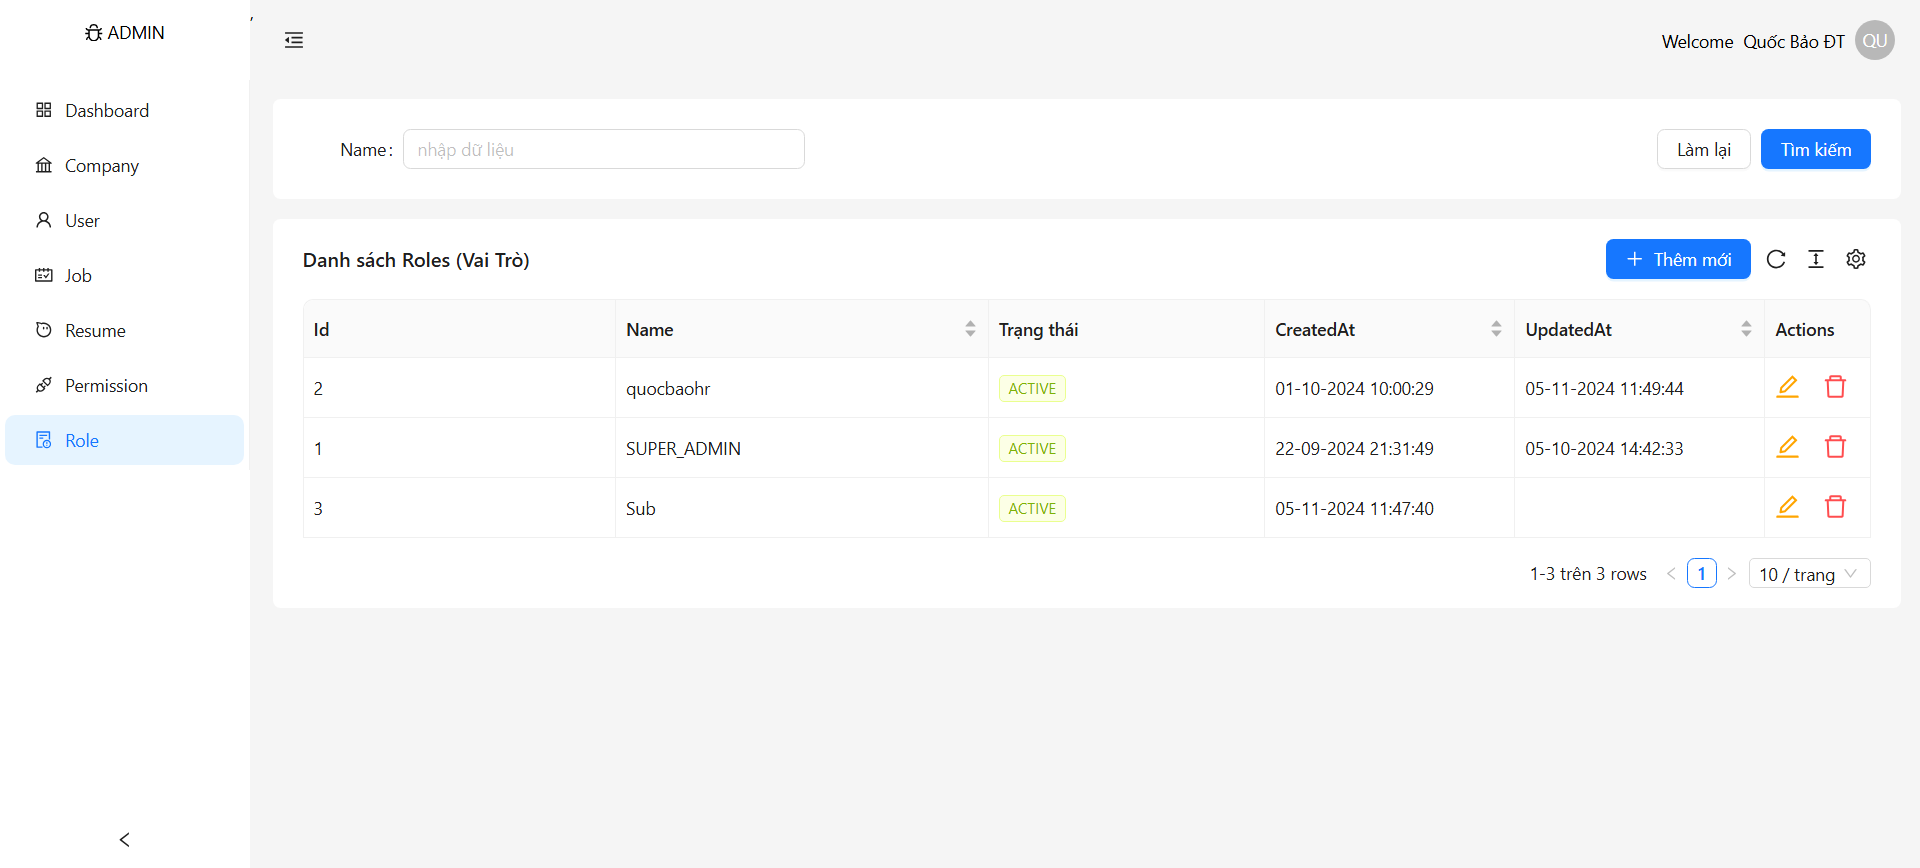 ADMIN
Welcome Quốc Bảo ĐT QU
Dashboard
Company
User
Job
Resume
Permission
Role
Name: nhập dữ liệu
Làm lại Tìm kiếm
Danh sách Roles (Vai Trò)
Thêm mới
Id Name Trạng thái CreatedAt UpdatedAt Actions
2 quocbaohr ACTIVE 01-10-2024 10:00:29 05-11-2024 11:49:44
1 SUPER_ADMIN ACTIVE 22-09-2024 21:31:49 05-10-2024 14:42:33
3 Sub ACTIVE 05-11-2024 11:47:40
1-3 trên 3 rows 1 10 / trang